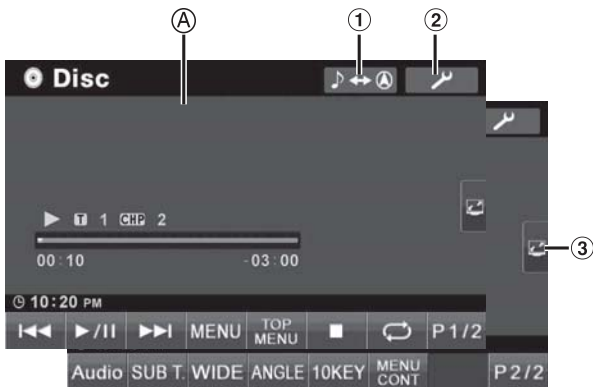 Ⓐ ① ②
Disc
T 1 CHP 2
00:10 -03:00
③
10:20 PM
MENU TOP MENU P1/2
Audio SUB T. WIDE ANGLE 10KEY MENU CONT P2/2